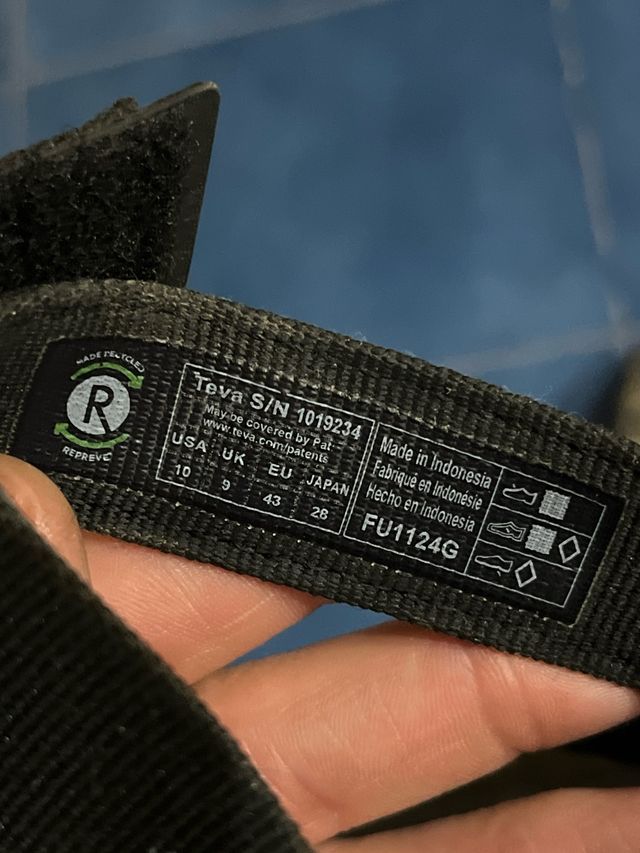 MADE RECYCLED
R
REPREVE
Teva S/N 1019234
May be covered by Pat-
www.teva.com/patents
USA UK EU JAPAN
10 9 43 28
Made in Indonesia
Fabriqué en Indonésie
Hecho en Indonesia
FU1124G